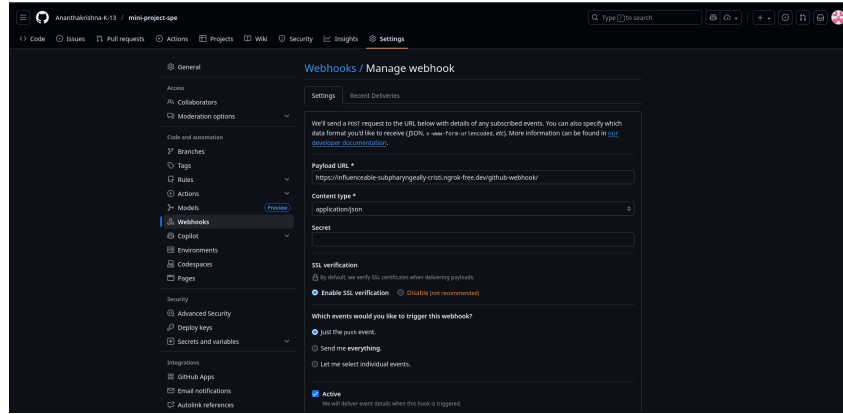 Ananthakrishna-K-13 / mini-project-spe
Type / to search
Code Issues Pull requests Actions Projects Wiki Security Insights Settings
General
Access
Collaborators
Moderation options
Code and automation
Branches
Tags
Rules
Actions
Models Preview
Webhooks
Copilot
Environments
Codespaces
Pages
Security
Advanced Security
Deploy keys
Secrets and variables
Integrations
GitHub Apps
Email notifications
Autolink references
Webhooks / Manage webhook
Settings Recent Deliveries
We'll send a POST request to the URL below with details of any subscribed events. You can also specify which
data format you'd like to receive (JSON, x-www-form-urlencoded, etc). More information can be found in our
developer documentation.
Payload URL *
https://influenceable-subpharyngeally-cristi.ngrok-free.dev/github-webhook/
Content type *
application/json
Secret
SSL verification
By default, we verify SSL certificates when delivering payloads.
Enable SSL verification Disable (not recommended)
Which events would you like to trigger this webhook?
Just the push event.
Send me everything.
Let me select individual events.
Active
We will deliver event details when this hook is triggered.